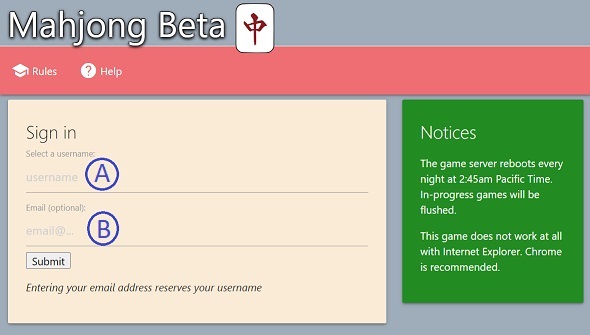 Mahjong Beta 中
Rules Help
Sign in
Select a username:
username A
Email (optional):
email@... B
Submit
Entering your email address reserves your username
Notices
The game server reboots every
night at 2:45am Pacific Time.
In-progress games will be
flushed.
This game does not work at all
with Internet Explorer. Chrome
is recommended.